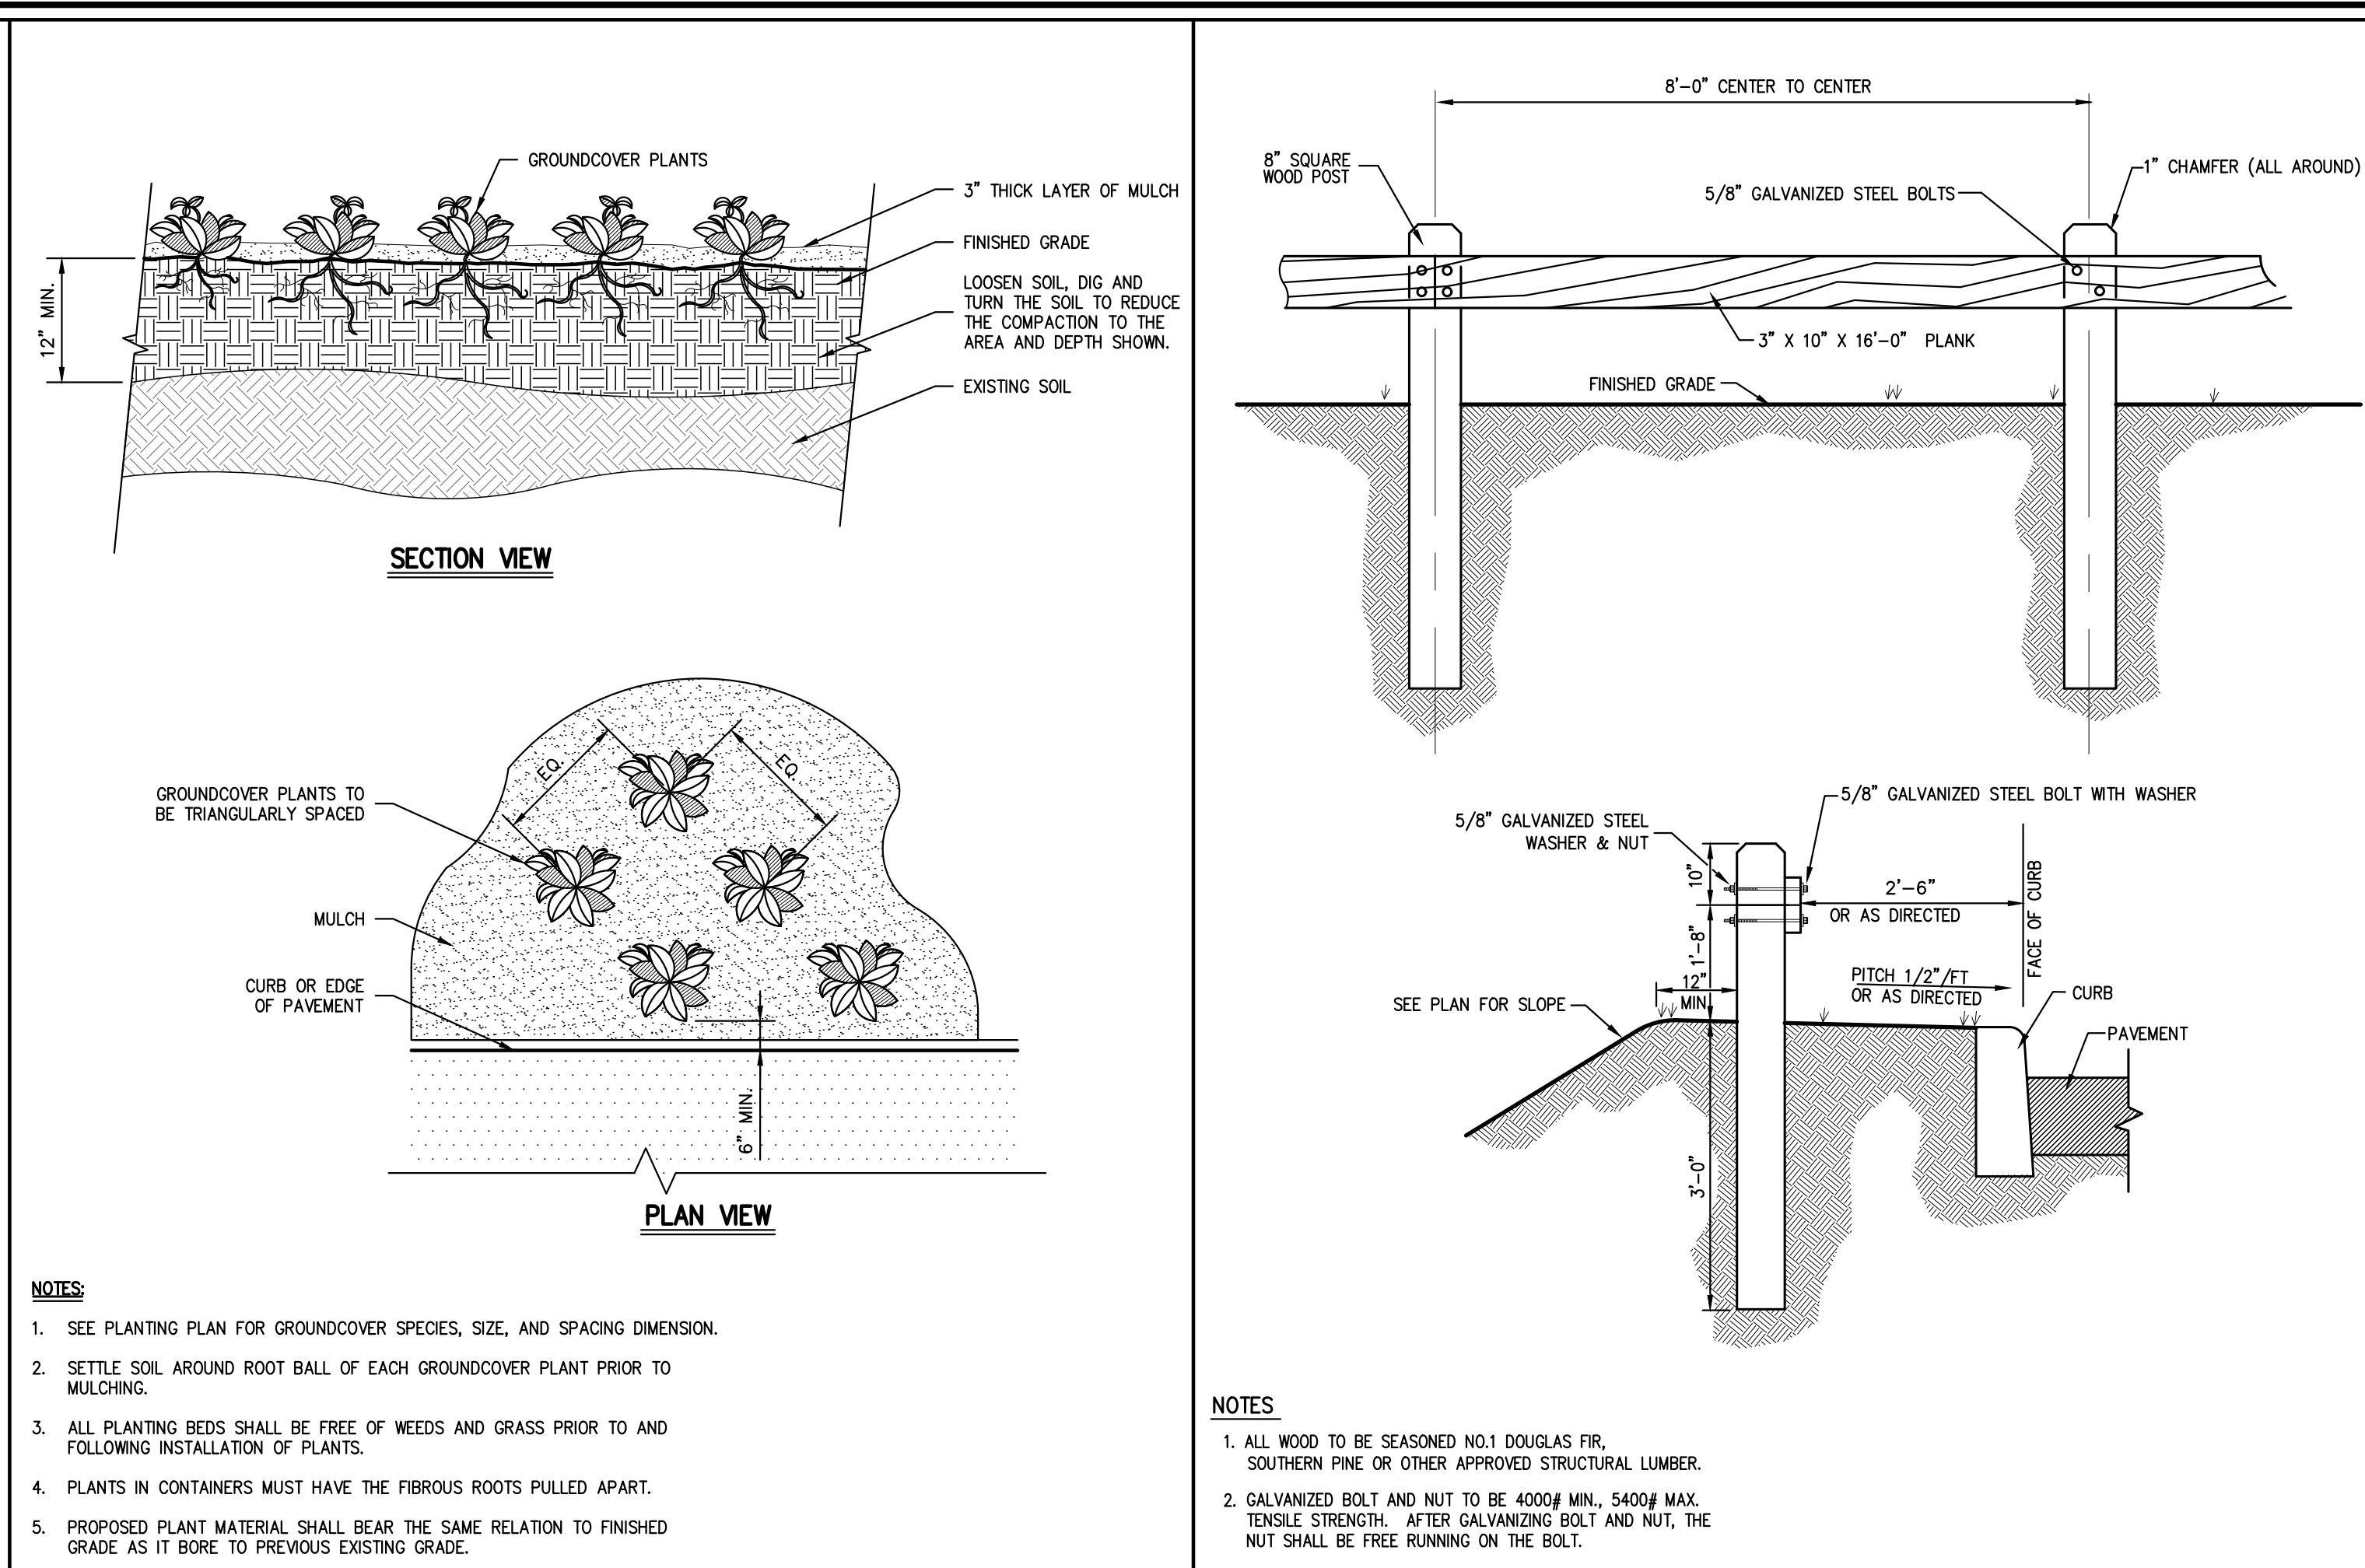 GROUNDCOVER PLANTS
3" THICK LAYER OF MULCH
FINISHED GRADE
LOOSEN SOIL, DIG AND
TURN THE SOIL TO REDUCE
THE COMPACTION TO THE
AREA AND DEPTH SHOWN.
EXISTING SOIL
12" MIN.
SECTION VIEW
EQ.
EQ.
GROUNDCOVER PLANTS TO
BE TRIANGULARLY SPACED
MULCH
CURB OR EDGE
OF PAVEMENT
6" MIN.
PLAN VIEW
NOTES:
1. SEE PLANTING PLAN FOR GROUNDCOVER SPECIES, SIZE, AND SPACING DIMENSION.
2. SETTLE SOIL AROUND ROOT BALL OF EACH GROUNDCOVER PLANT PRIOR TO
MULCHING.
3. ALL PLANTING BEDS SHALL BE FREE OF WEEDS AND GRASS PRIOR TO AND
FOLLOWING INSTALLATION OF PLANTS.
4. PLANTS IN CONTAINERS MUST HAVE THE FIBROUS ROOTS PULLED APART.
5. PROPOSED PLANT MATERIAL SHALL BEAR THE SAME RELATION TO FINISHED
GRADE AS IT BORE TO PREVIOUS EXISTING GRADE.
8'-0" CENTER TO CENTER
8" SQUARE
WOOD POST
1" CHAMFER (ALL AROUND)
5/8" GALVANIZED STEEL BOLTS
3" X 10" X 16'-0" PLANK
FINISHED GRADE
5/8" GALVANIZED STEEL BOLT WITH WASHER
5/8" GALVANIZED STEEL
WASHER & NUT
10"
2'-6"
OR AS DIRECTED
FACE OF CURB
1'-8"
12"
MIN.
PITCH 1/2"/FT
OR AS DIRECTED
SEE PLAN FOR SLOPE
CURB
PAVEMENT
3'-0"
NOTES
1. ALL WOOD TO BE SEASONED NO.1 DOUGLAS FIR,
SOUTHERN PINE OR OTHER APPROVED STRUCTURAL LUMBER.
2. GALVANIZED BOLT AND NUT TO BE 4000# MIN., 5400# MAX.
TENSILE STRENGTH. AFTER GALVANIZING BOLT AND NUT, THE
NUT SHALL BE FREE RUNNING ON THE BOLT.